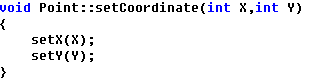 void Point::setCoordinate(int X,int Y)
{
    setX(X);
    setY(Y);
}